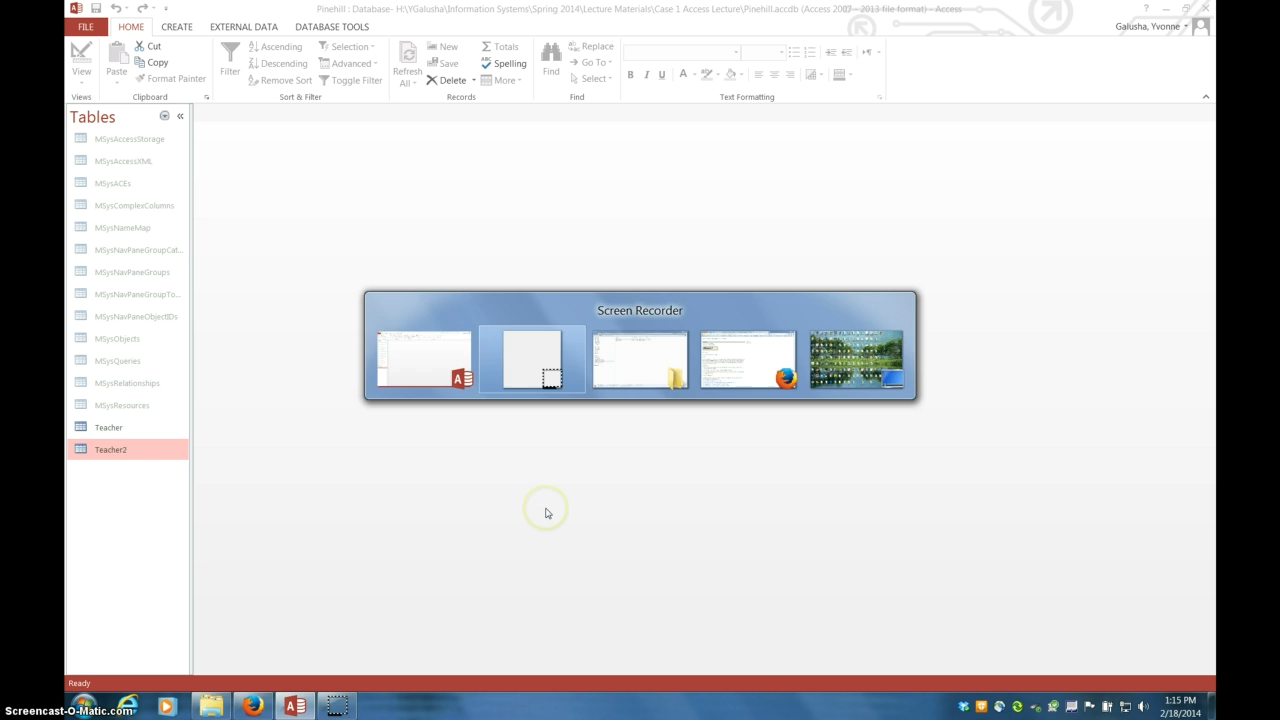 Pinehill : Database- H:\YGalusha\Information Systems\Spring 2014\Lecture Materials\Case 1 Access Lecture\Pinehill.accdb (Access 2007 - 2013 file format) - Access
FILE HOME CREATE EXTERNAL DATA DATABASE TOOLS Galusha, Yvonne
View
Paste
Cut
Copy
Format Painter
Filter
Ascending
Descending
Remove Sort
Selection
Advanced
Toggle Filter
Refresh All
New
Save
Delete
Totals
Spelling
More
Find
Replace
Go To
Select
Views Clipboard Sort & Filter Records Find Text Formatting
Tables
MSysAccessStorage
MSysAccessXML
MSysACEs
MSysComplexColumns
MSysNameMap
MSysNavPaneGroupCat...
MSysNavPaneGroups
MSysNavPaneGroupTo...
MSysNavPaneObjectIDs
MSysObjects
MSysQueries
MSysRelationships
MSysResources
Teacher
Teacher2
Screen Recorder
Ready
1:15 PM
2/18/2014
Screencast-O-Matic.com